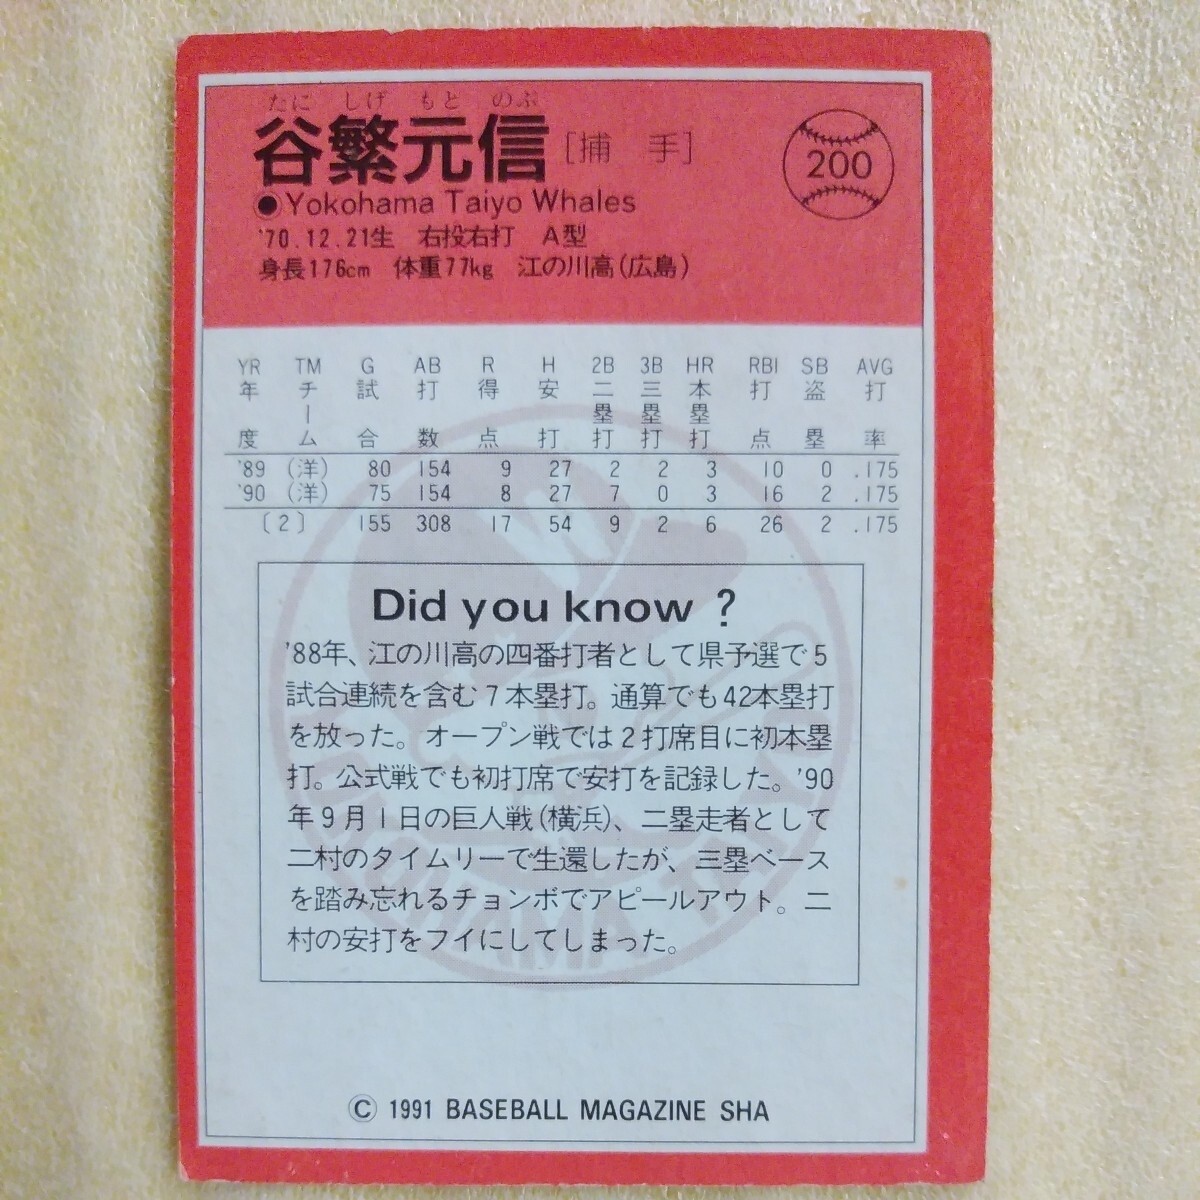 たに しげ もと のぶ
谷繁元信 [捕 手]
200
●Yokohama Taiyo Whales
'70.12.21生 右投右打 A型
身長176cm 体重77kg 江の川高(広島)
YR TM G AB R H 2B 3B HR RBI SB AVG
年度 チーム 試合 打数 得点 安打 二塁打 三塁打 本塁打 打点 盗塁 打率
'89 (洋) 80 154 9 27 2 2 3 10 0 .175
'90 (洋) 75 154 8 27 7 0 3 16 2 .175
〔2〕 155 308 17 54 9 2 6 26 2 .175
Did you know ?
'88年、江の川高の四番打者として県予選で5
試合連続を含む7本塁打。通算でも42本塁打
を放った。オープン戦では2打席目に初本塁
打。公式戦でも初打席で安打を記録した。'90
年9月1日の巨人戦(横浜)、二塁走者として
二村のタイムリーで生還したが、三塁ベース
を踏み忘れるチョンボでアピールアウト。二
村の安打をフイにしてしまった。
© 1991 BASEBALL MAGAZINE SHA